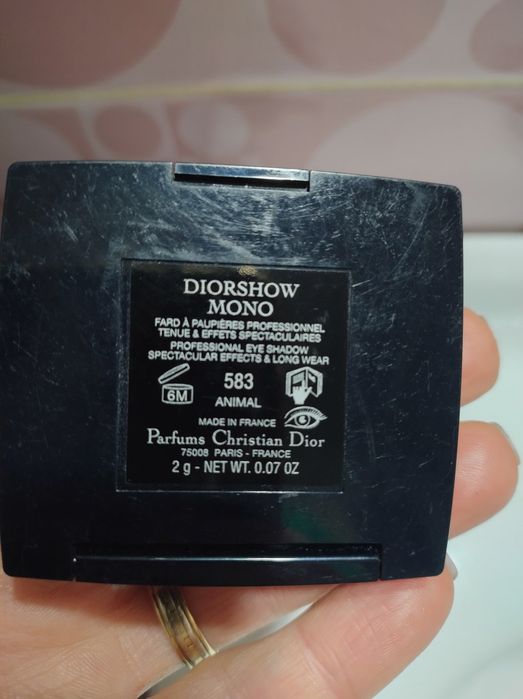 DIORSHOW
MONO
FARD À PAUPIÈRES PROFESSIONNEL
TENUE & EFFETS SPECTACULAIRES
PROFESSIONAL EYE SHADOW
SPECTACULAR EFFECTS & LONG WEAR
6M
583
ANIMAL
MADE IN FRANCE
Parfums Christian Dior
75008 PARIS - FRANCE
2 g - NET WT. 0.07 OZ